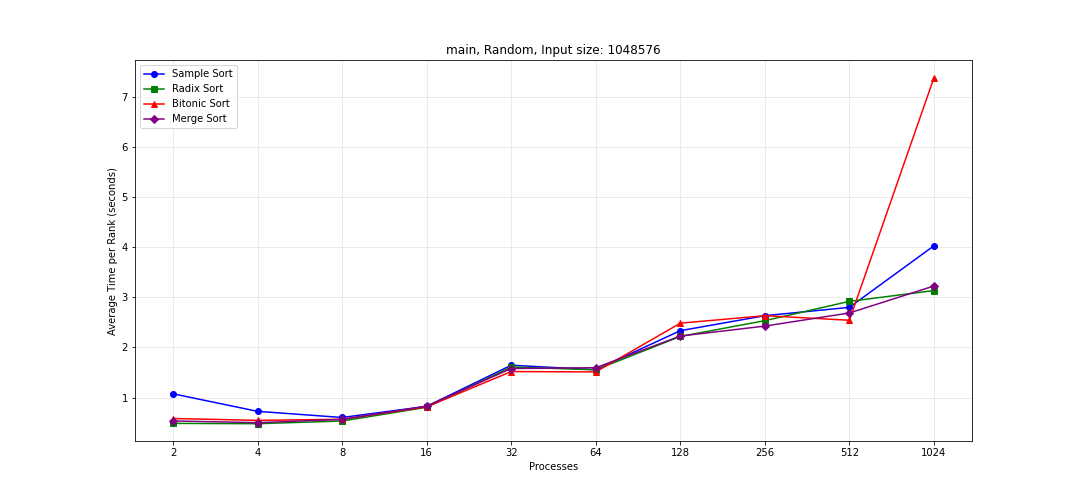 main, Random, Input size: 1048576
Sample Sort
Radix Sort
Bitonic Sort
Merge Sort
Average Time per Rank (seconds)
7
6
5
4
3
2
1
2 4 8 16 32 64 128 256 512 1024
Processes